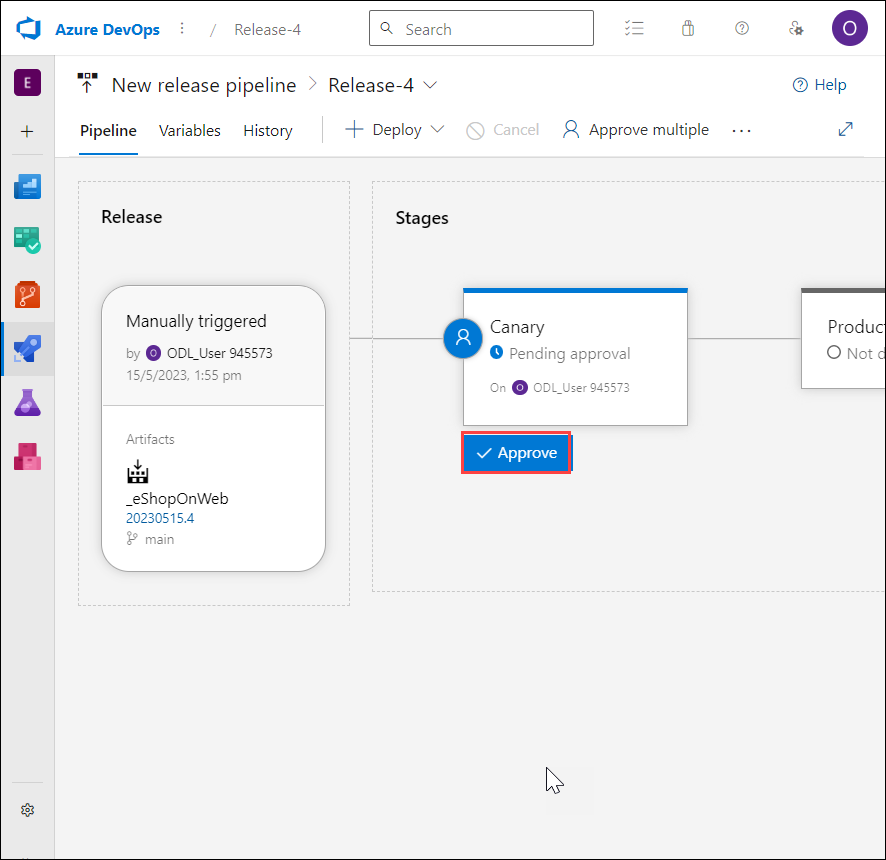 Azure DevOps / Release-4
Search
O
E
New release pipeline > Release-4
Help
Pipeline Variables History
Deploy Cancel Approve multiple ...
Release
Stages
Manually triggered
by O ODL_User 945573
15/5/2023, 1:55 pm
Artifacts
_eShopOnWeb
20230515.4
main
Canary
Pending approval
On O ODL_User 945573
Approve
Product
Not d